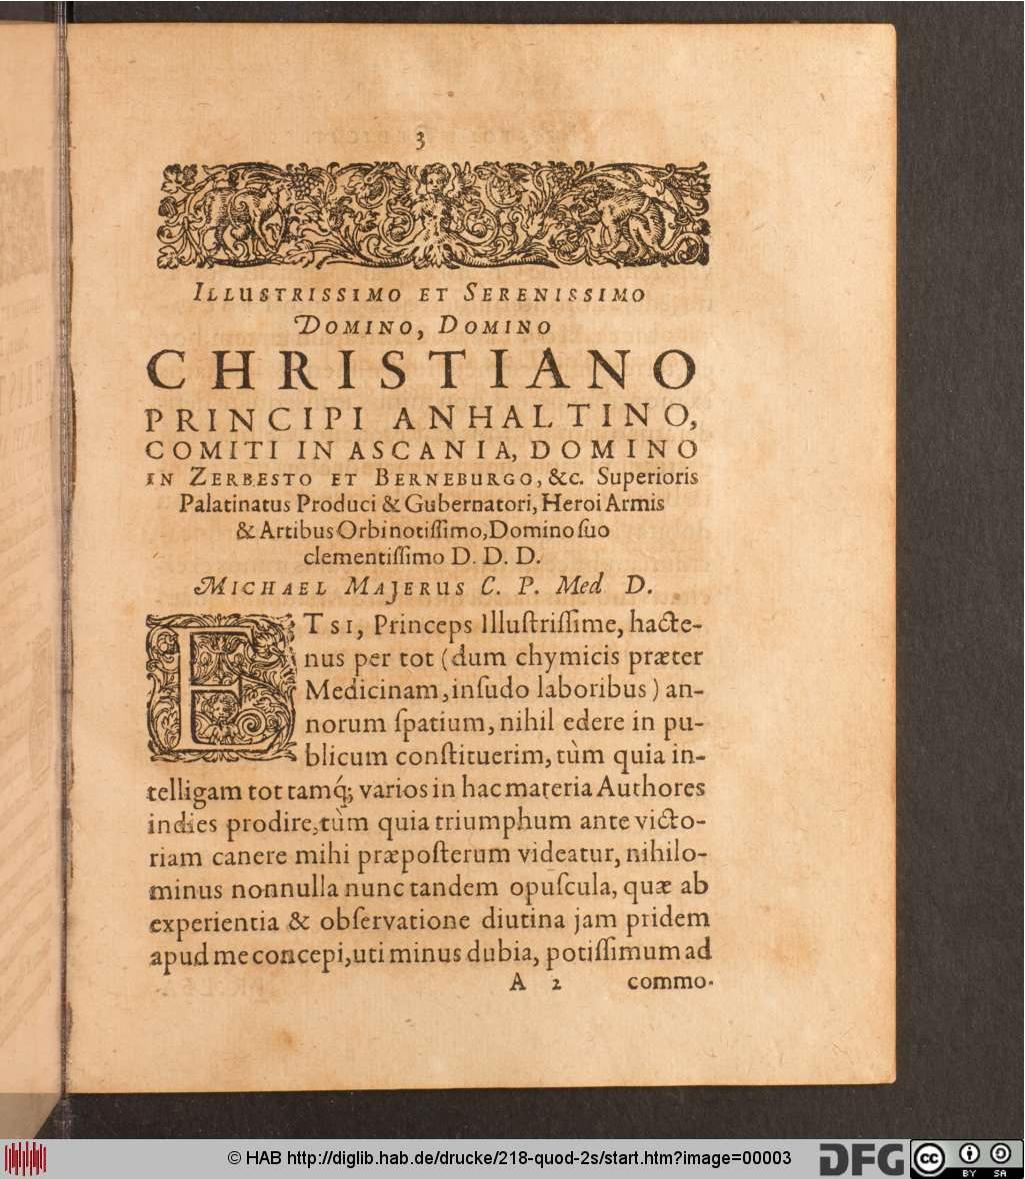 3
ILLUSTRISSIMO ET SERENISSIMO
DOMINO, DOMINO
CHRISTIANO
PRINCIPI ANHALTINO,
COMITI IN ASCANIA, DOMINO
IN ZERBESTO ET BERNEBURGO, &c. Superioris
Palatinatus Produci & Gubernatori, Heroi Armis
& Artibus Orbi notiſſimo, Domino ſuo
clementiſſimo D. D. D.
MICHAEL MAJERUS C. P. Med D.
ETSI, Princeps Illuſtriſſime, hacte-
nus per tot (dum chymicis præter
Medicinam, inſudo laboribus) an-
norum ſpatium, nihil edere in pu-
blicum conſtituerim, tùm quia in-
telligam tot tamq́; varios in hac materia Authores
indies prodire, tùm quia triumphum ante victo-
riam canere mihi præpoſterum videatur, nihilo-
minus nonnulla nunc tandem opuſcula, quæ ab
experientia & obſervatione diutina jam pridem
apud me concepi, uti minus dubia, potiſſimum ad
A 2 commo-
© HAB http://diglib.hab.de/drucke/218-quod-2s/start.htm?image=00003
DFG
cc BY SA